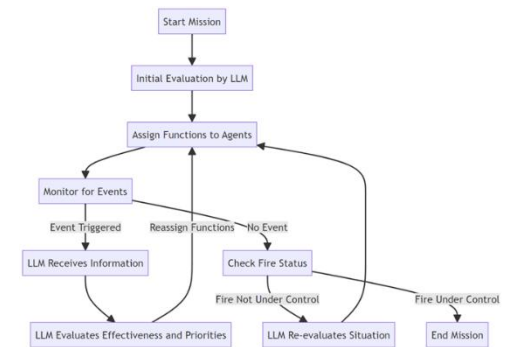 Start Mission
Initial Evaluation by LLM
Assign Functions to Agents
Monitor for Events
Event Triggered
Reassign Functions
No Event
LLM Receives Information
Check Fire Status
Fire Not Under Control
Fire Under Control
LLM Evaluates Effectiveness and Priorities
LLM Re-evaluates Situation
End Mission